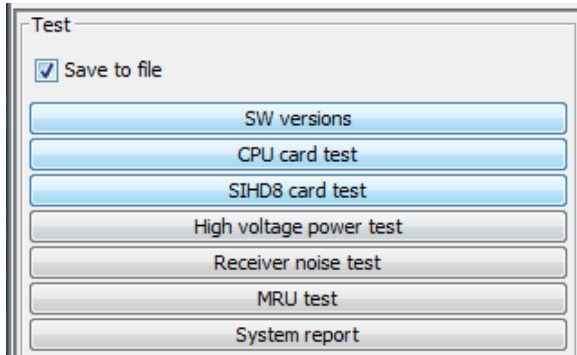 Test
Save to file
SW versions
CPU card test
SIHD8 card test
High voltage power test
Receiver noise test
MRU test
System report